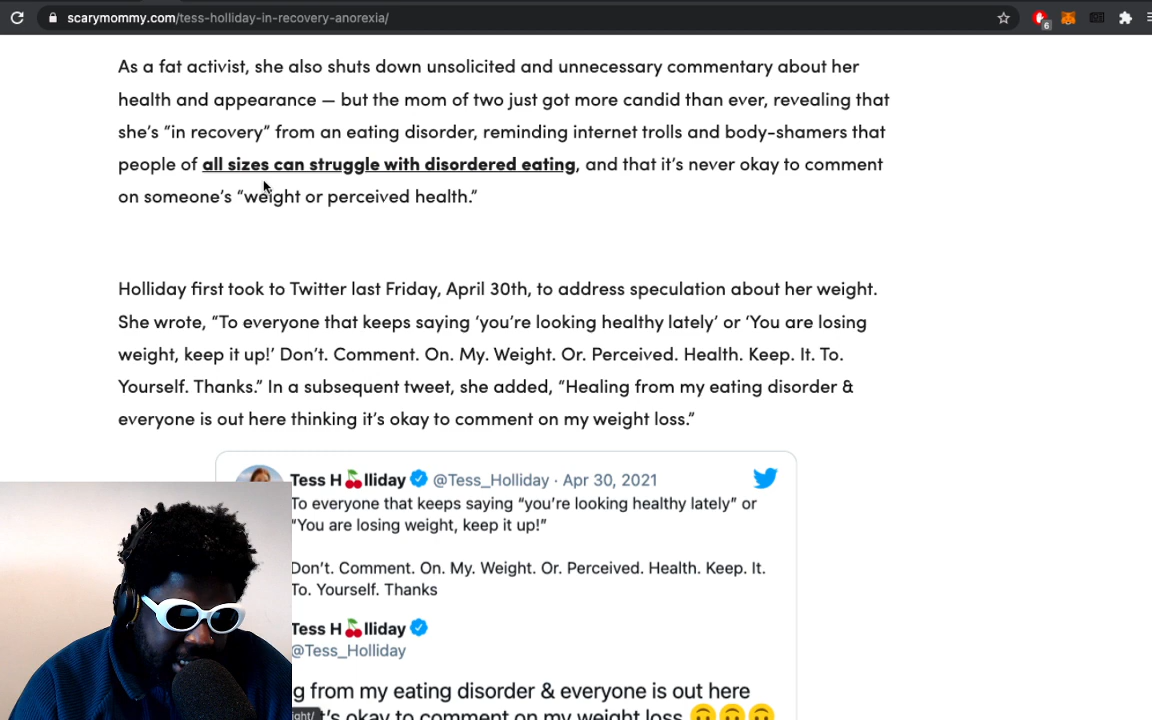 scarymommy.com/tess-holliday-in-recovery-anorexia/
6
As a fat activist, she also shuts down unsolicited and unnecessary commentary about her
health and appearance — but the mom of two just got more candid than ever, revealing that
she’s “in recovery” from an eating disorder, reminding internet trolls and body-shamers that
people of all sizes can struggle with disordered eating, and that it’s never okay to comment
on someone’s “weight or perceived health.”
Holliday first took to Twitter last Friday, April 30th, to address speculation about her weight.
She wrote, “To everyone that keeps saying ‘you’re looking healthy lately’ or ‘You are losing
weight, keep it up!’ Don’t. Comment. On. My. Weight. Or. Perceived. Health. Keep. It. To.
Yourself. Thanks.” In a subsequent tweet, she added, “Healing from my eating disorder &
everyone is out here thinking it’s okay to comment on my weight loss.”
Tess H🍒lliday @Tess_Holliday · Apr 30, 2021
To everyone that keeps saying “you’re looking healthy lately” or
“You are losing weight, keep it up!”
Don’t. Comment. On. My. Weight. Or. Perceived. Health. Keep. It.
To. Yourself. Thanks
Tess H🍒lliday
@Tess_Holliday
g from my eating disorder & everyone is out here
t’s okay to comment on my weight loss 🙃🙃🙃
ight/